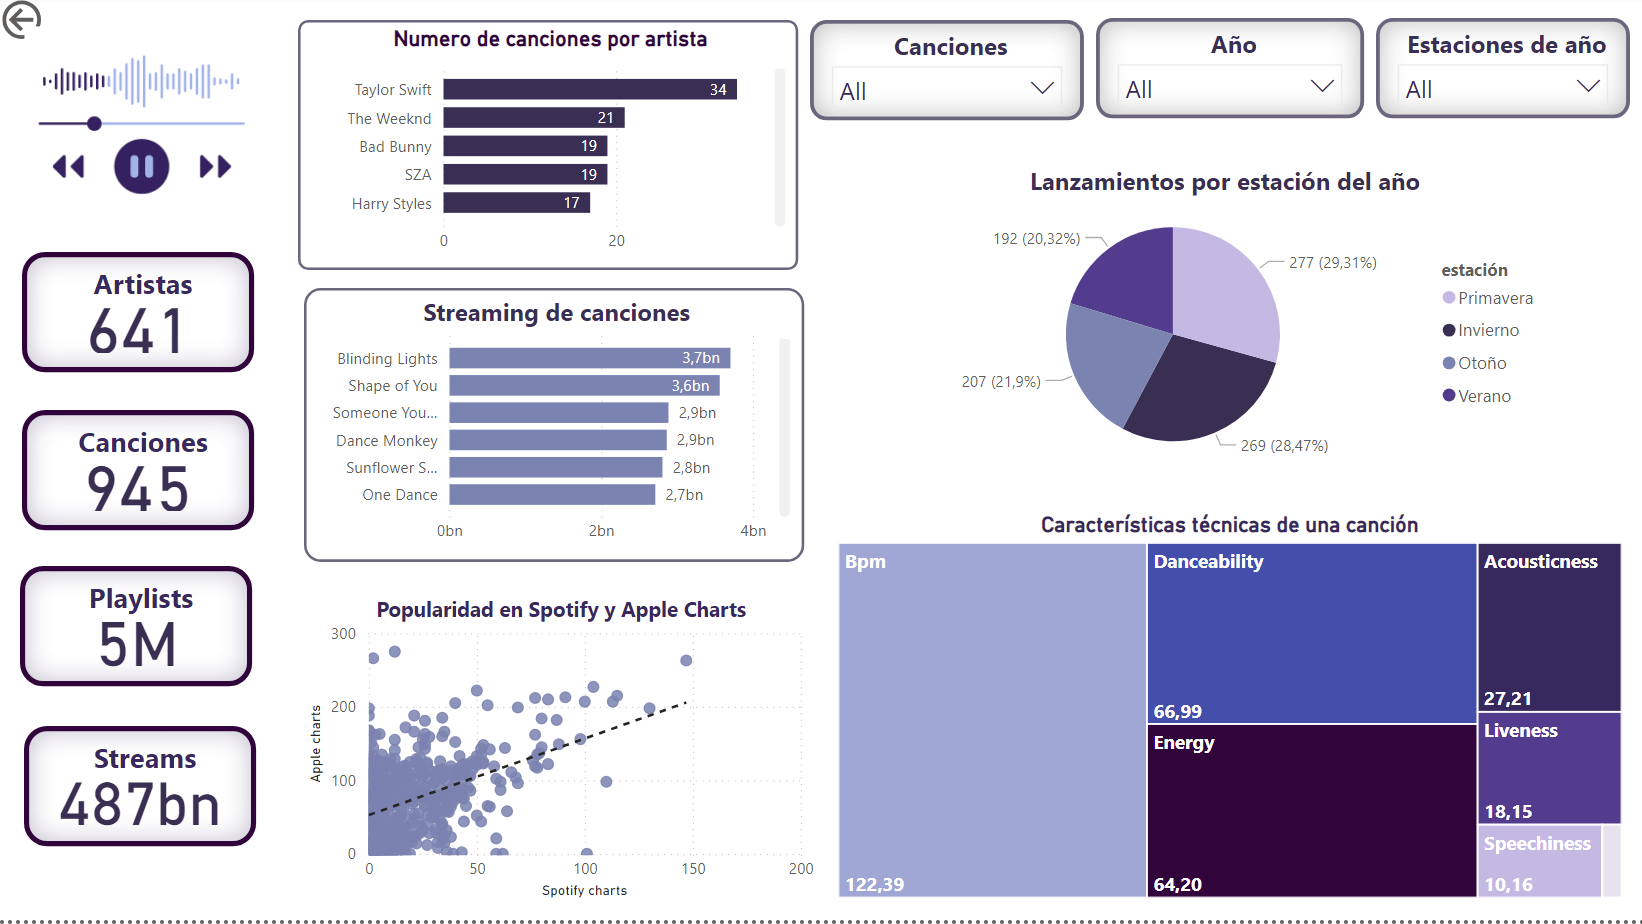 Numero de canciones por artista
Taylor Swift 34
The Weeknd 21
Bad Bunny 19
SZA 19
Harry Styles 17
0 20
Canciones
All
Año
All
Estaciones de año
All
Artistas
641
Canciones
945
Playlists
5M
Streams
487bn
Streaming de canciones
Blinding Lights 3,7bn
Shape of You 3,6bn
Someone You... 2,9bn
Dance Monkey 2,9bn
Sunflower S... 2,8bn
One Dance 2,7bn
0bn 2bn 4bn
Lanzamientos por estación del año
192 (20,32%)
277 (29,31%)
207 (21,9%)
269 (28,47%)
estación
Primavera
Invierno
Otoño
Verano
Popularidad en Spotify y Apple Charts
Apple charts
300
200
100
0
0 50 100 150 200
Spotify charts
Características técnicas de una canción
Bpm
122,39
Danceability
66,99
Energy
64,20
Acousticness
27,21
Liveness
18,15
Speechiness
10,16